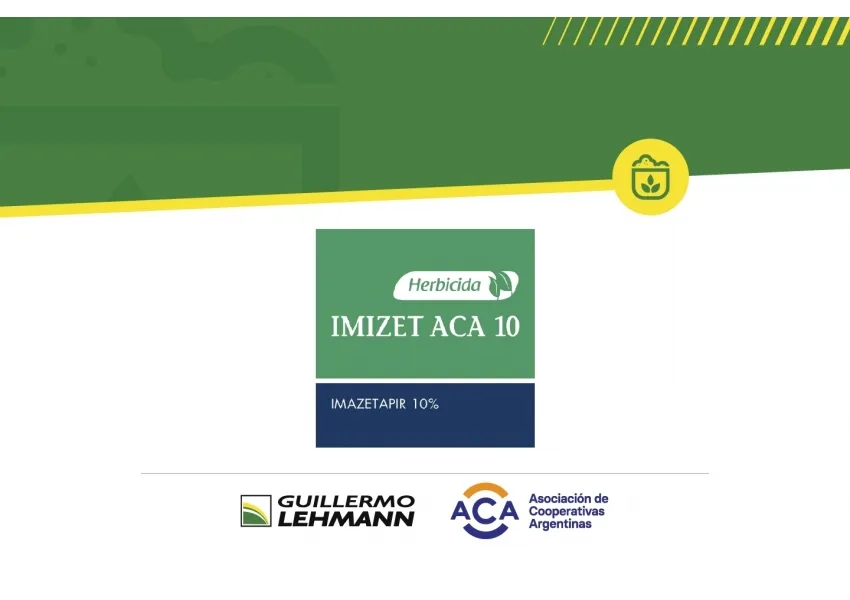 Herbicida
IMIZET ACA 10
IMAZETAPIR 10%
GUILLERMO
LEHMANN
ACA
Asociación de
Cooperativas
Argentinas